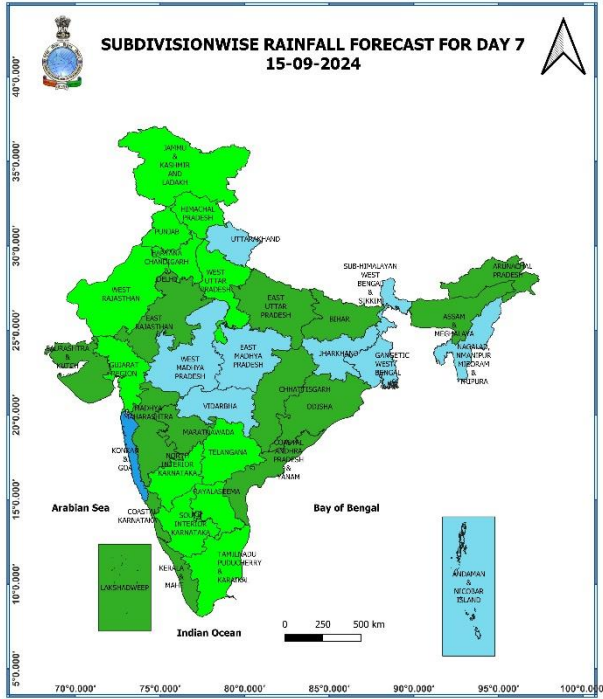 SUBDIVISIONWISE RAINFALL FORECAST FOR DAY 7
15-09-2024
40°0.000'
35°0.000'
30°0.000'
25°0.000'
20°0.000'
15°0.000'
10°0.000'
5°0.000'
JAMMU
&
KASHMIR
AND
LADAKH
HIMACHAL
PRADESH
PUNJAB
UTTARAKHAND
HARYANA
CHANDIGARH
&
DELHI
WEST
UTTAR
PRADESH
WEST
RAJASTHAN
EAST
RAJASTHAN
EAST
UTTAR
PRADESH
BIHAR
SUB-HIMALAYAN
WEST
BENGAL
&
SIKKIM
ARUNACHAL
PRADESH
ASSAM
&
MEGHALAYA
NAGALAD,
NMANIPUR
MIZORAM
&
TRIPURA
SAURASHTRA
&
KUTCH
GUJARAT
REGION
WEST
MADHYA
PRADESH
EAST
MADHYA
PRADESH
JHARKHAND
GANGETIC
WEST
BENGAL
CHHATTISGARH
ODISHA
VIDARBHA
MADHYA
MAHARASHTRA
MARATHAWADA
KONKAN
&
GOA
TELANGANA
COASTAL
ANDHRA
PRADESH
&
YANAM
NORTH
INTERIOR
KARNATAKA
RAYALASEEMA
COASTAL
KARNATAKA
SOUTH
INTERIOR
KARNATAKA
Arabian Sea
Bay of Bengal
TAMILNADU
PUDUCHERRY
&
KARAIKAL
KERALA
&
MAHE
LAKSHADWEEP
ANDAMAN
&
NICOBAR
ISLAND
Indian Ocean
0 250 500 km
70°0.000' 75°0.000' 80°0.000' 85°0.000' 90°0.000' 95°0.000' 100°0.000'